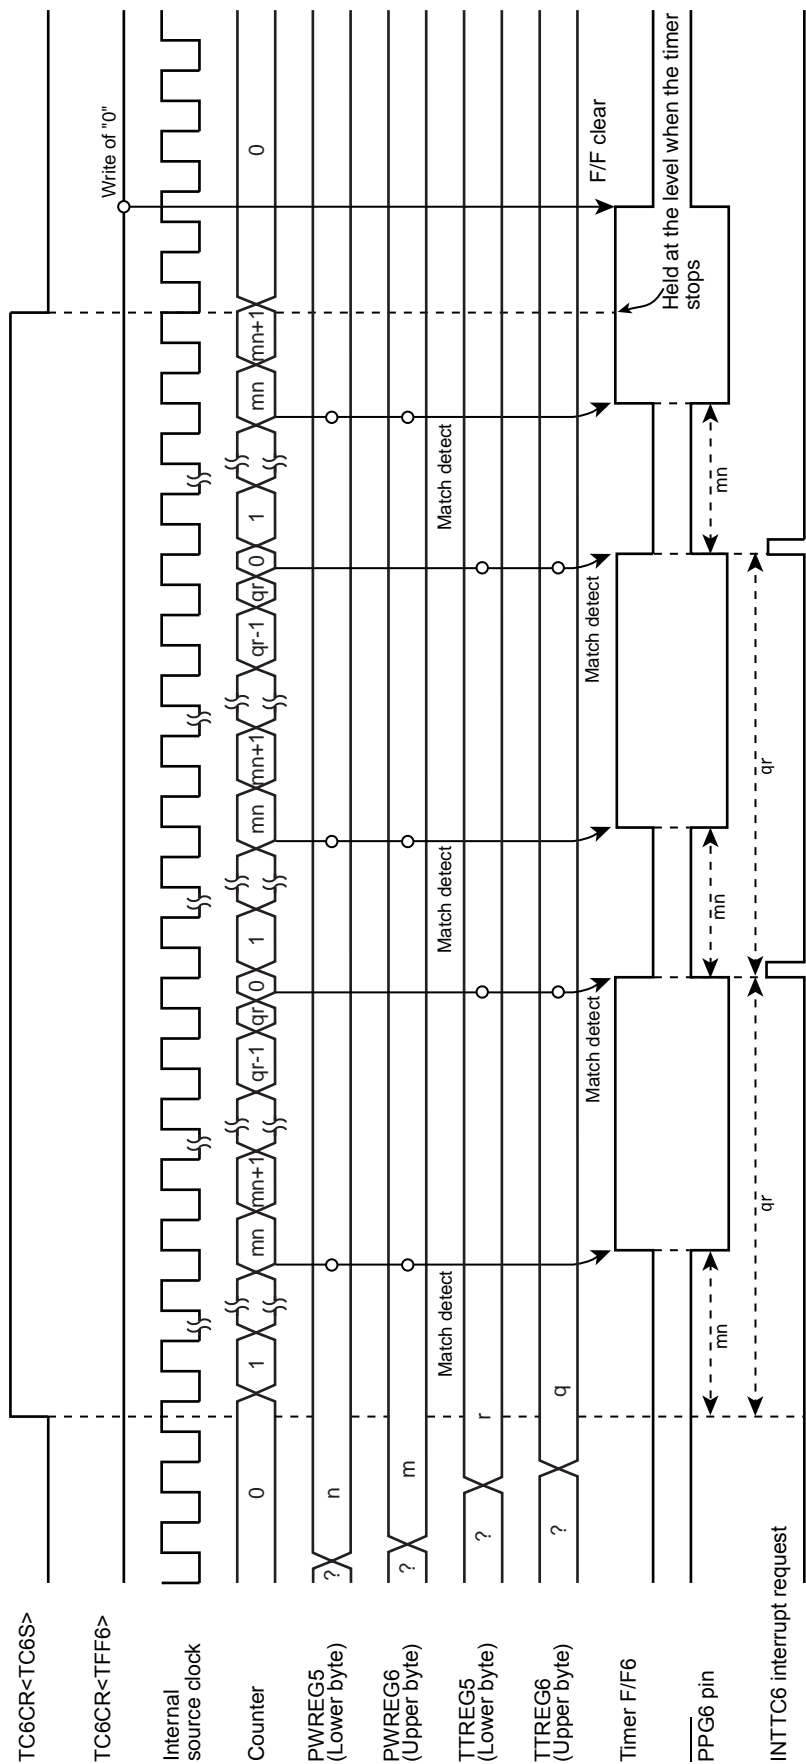 TC6CR<TC6S>
TC6CR<TFF6>
Write of "0"
Internal
source clock
Counter
0
1
mn
mn+1
qr-1
qr
0
1
mn
mn+1
qr-1
qr
0
1
mn
mn+1
0
PWREG5
(Lower byte)
?
n
PWREG6
(Upper byte)
?
m
Match detect
Match detect
Match detect
TTREG5
(Lower byte)
?
r
TTREG6
(Upper byte)
?
q
Match detect
Match detect
F/F clear
Timer F/F6
Held at the level when the timer
stops
PPG6 pin
mn
mn
mn
qr
qr
INTTC6 interrupt request